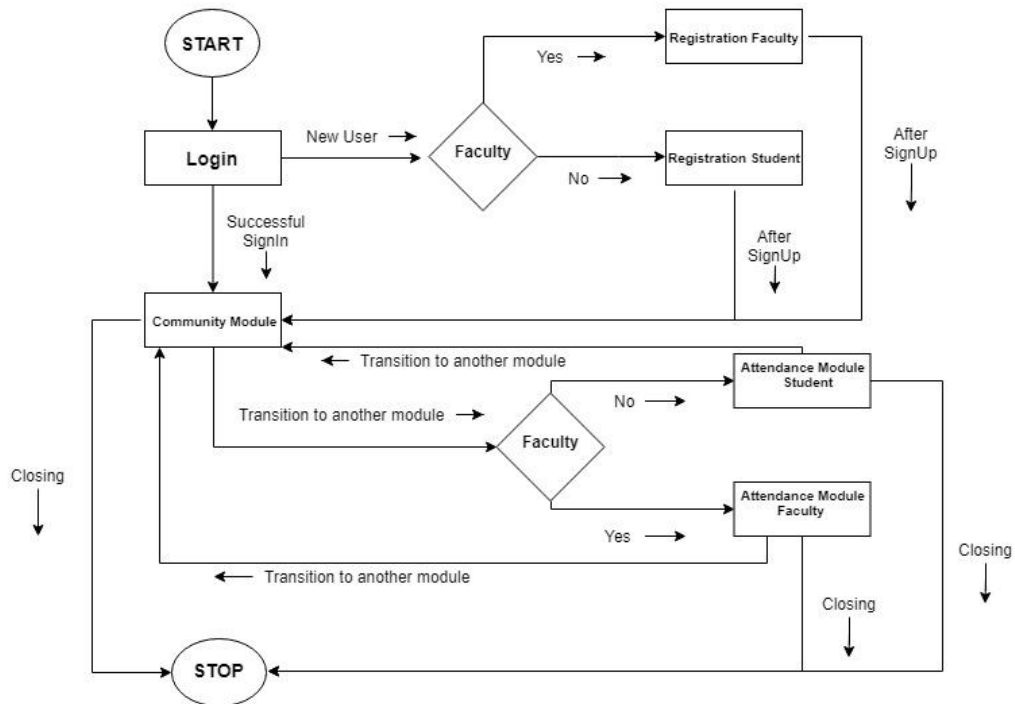 START
Registration Faculty
Yes
New User
Login
Faculty
Registration Student
After
SignUp
No
Successful
SignIn
After
SignUp
Community Module
Transition to another module
Attendance Module
Student
No
Transition to another module
Faculty
Closing
Attendance Module
Faculty
Yes
Closing
Transition to another module
Closing
STOP